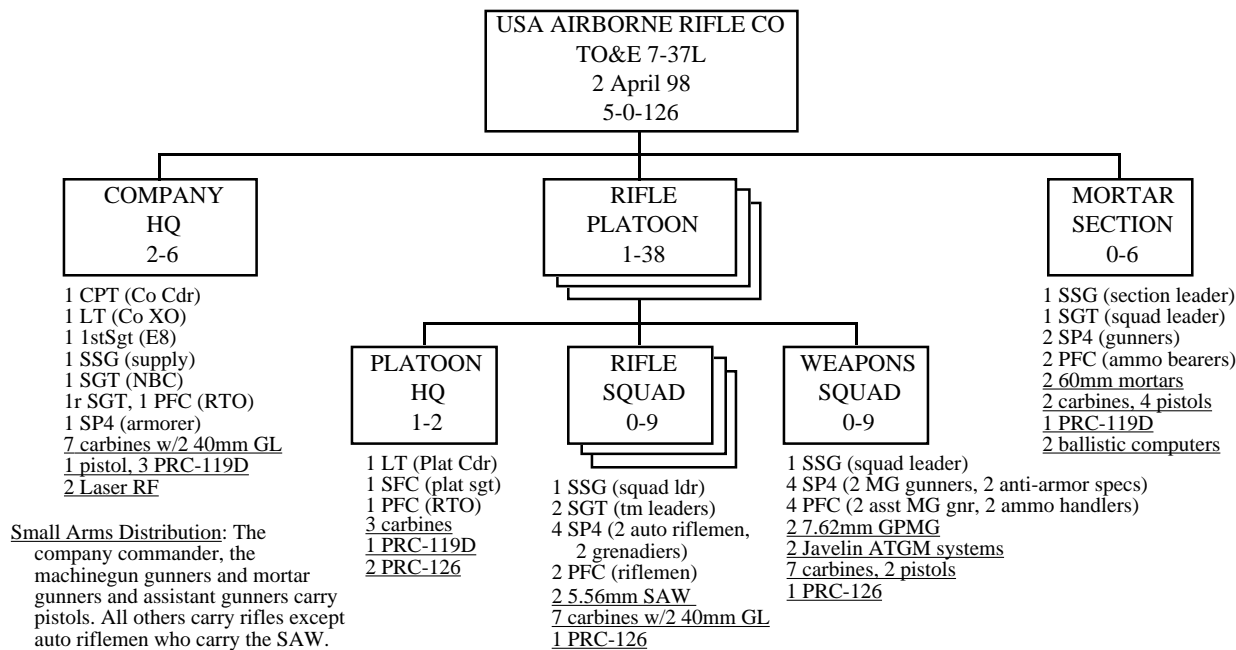 USA AIRBORNE RIFLE CO
TO&E 7-37L
2 April 98
5-0-126
COMPANY
HQ
2-6
1 CPT (Co Cdr)
1 LT (Co XO)
1 1stSgt (E8)
1 SSG (supply)
1 SGT (NBC)
1r SGT, 1 PFC (RTO)
1 SP4 (armorer)
7 carbines w/2 40mm GL
1 pistol, 3 PRC-119D
2 Laser RF
RIFLE
PLATOON
1-38
MORTAR
SECTION
0-6
1 SSG (section leader)
1 SGT (squad leader)
2 SP4 (gunners)
2 PFC (ammo bearers)
2 60mm mortars
2 carbines, 4 pistols
1 PRC-119D
2 ballistic computers
PLATOON
HQ
1-2
1 LT (Plat Cdr)
1 SFC (plat sgt)
1 PFC (RTO)
3 carbines
1 PRC-119D
2 PRC-126
RIFLE
SQUAD
0-9
1 SSG (squad ldr)
2 SGT (tm leaders)
4 SP4 (2 auto riflemen,
2 grenadiers)
2 PFC (riflemen)
2 5.56mm SAW
7 carbines w/2 40mm GL
1 PRC-126
WEAPONS
SQUAD
0-9
1 SSG (squad leader)
4 SP4 (2 MG gunners, 2 anti-armor specs)
4 PFC (2 asst MG gnr, 2 ammo handlers)
2 7.62mm GPMG
2 Javelin ATGM systems
7 carbines, 2 pistols
1 PRC-126
Small Arms Distribution: The
company commander, the
machinegun gunners and mortar
gunners and assistant gunners carry
pistols. All others carry rifles except
auto riflemen who carry the SAW.